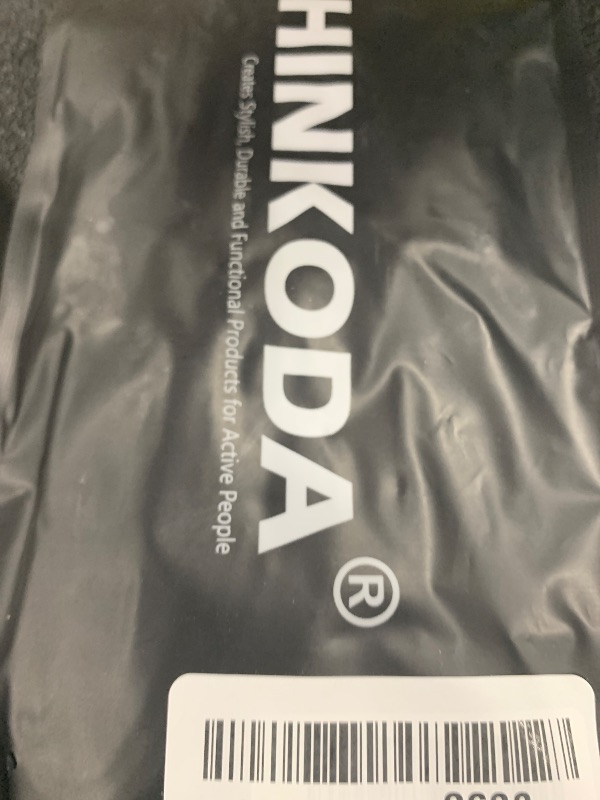 HINKODA®
Creates Stylish, Durable and Functional Products for Active People